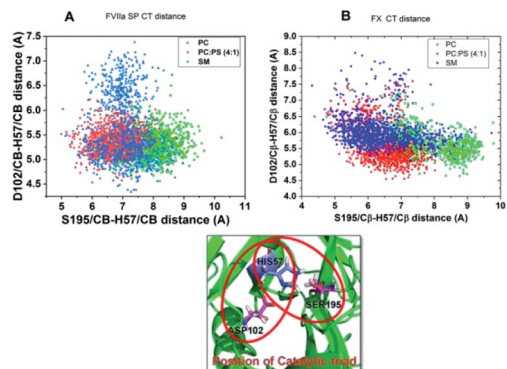 A
FVIIa SP CT distance
D102/CB-H57/CB distance (A)
7.5
7.0
6.5
6.0
5.5
5.0
4.5
PC
PC:PS (4:1)
SM
5 6 7 8 9 10 11
S195/CB-H57/CB distance (A)
B
FX CT distance
D102/Cβ-H57/Cβ distance (A)
9.0
8.5
8.0
7.5
7.0
6.5
6.0
5.5
5.0
4.5
4.0
PC
PC:PS (4:1)
SM
4 5 6 7 8 9 10
S195/Cβ-H57/Cβ distance (A)
HIS57
SER195
ASP102
Position of Catalytic triad